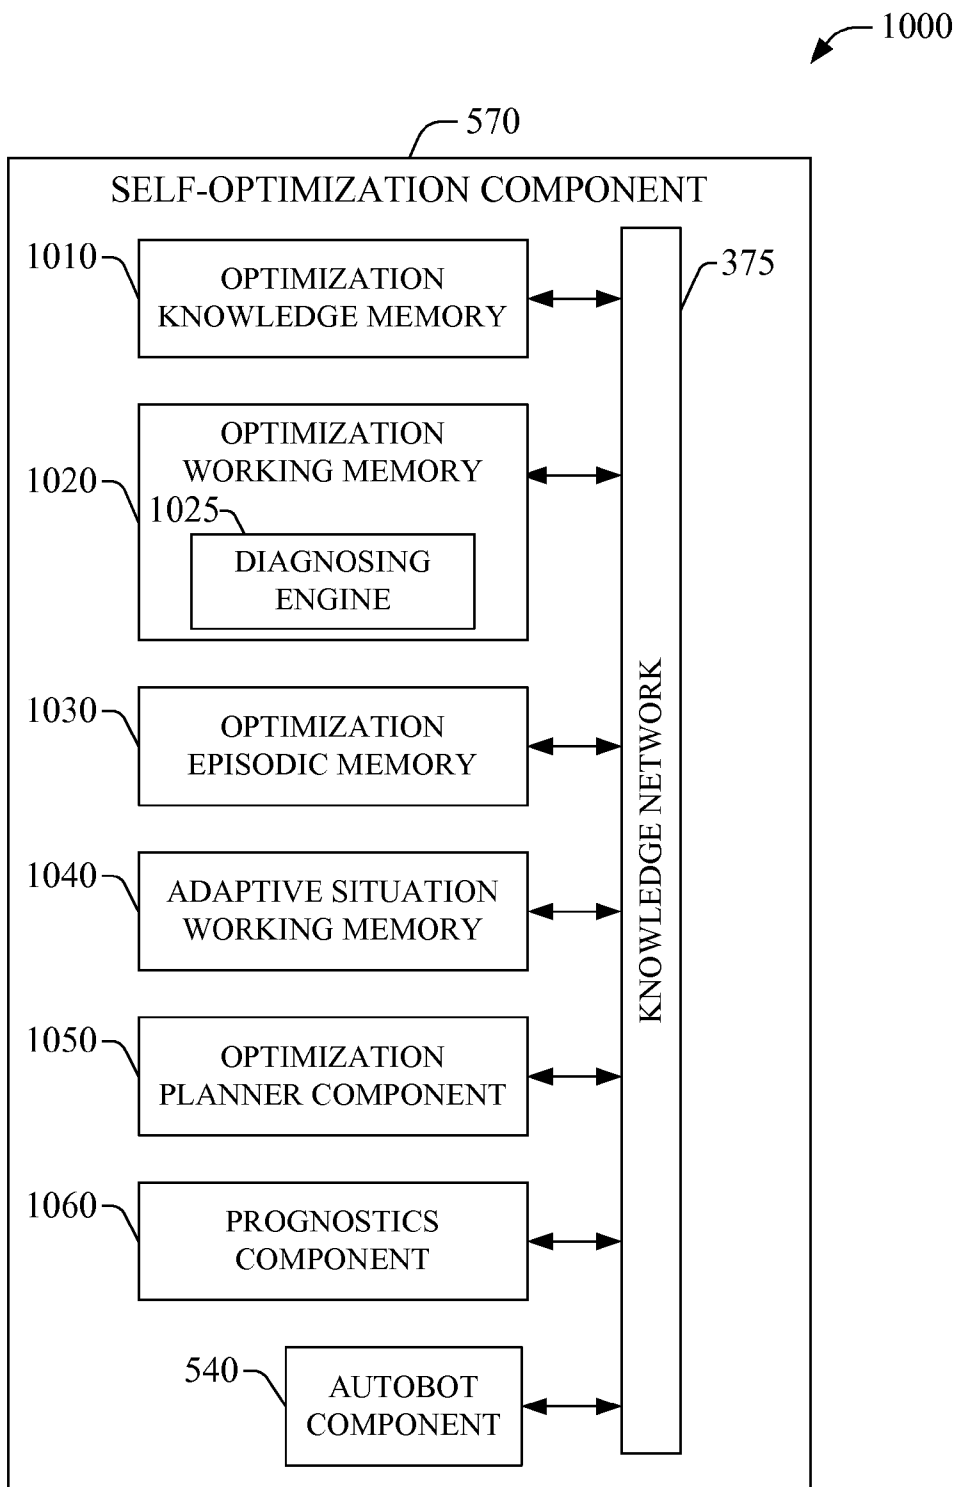 1000
570
SELF-OPTIMIZATION COMPONENT
1010
OPTIMIZATION
KNOWLEDGE MEMORY
375
OPTIMIZATION
WORKING MEMORY
1020
1025
DIAGNOSING
ENGINE
1030
OPTIMIZATION
EPISODIC MEMORY
KNOWLEDGE NETWORK
1040
ADAPTIVE SITUATION
WORKING MEMORY
1050
OPTIMIZATION
PLANNER COMPONENT
1060
PROGNOSTICS
COMPONENT
540
AUTOBOT
COMPONENT